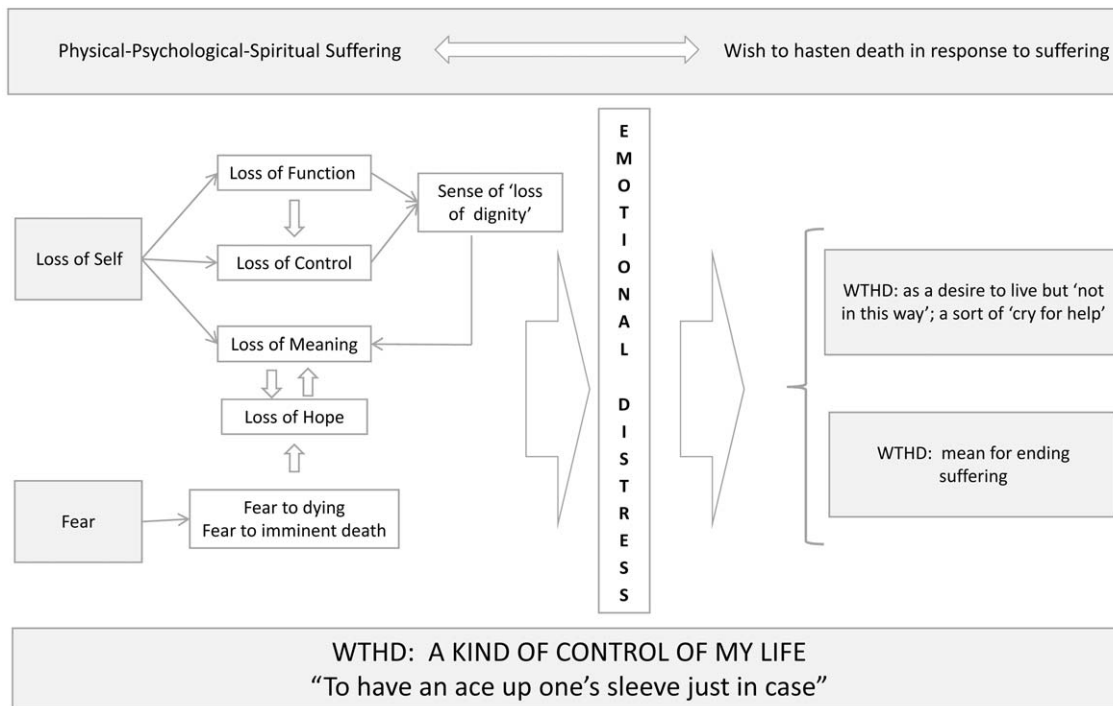 Physical-Psychological-Spiritual Suffering
Wish to hasten death in response to suffering
Loss of Function
Sense of ‘loss
of dignity’
Loss of Self
Loss of Control
Loss of Meaning
Loss of Hope
Fear
Fear to dying
Fear to imminent death
EMOTIONAL DISTRESS
WTHD: as a desire to live but ‘not
in this way’; a sort of ‘cry for help’
WTHD: mean for ending
suffering
WTHD: A KIND OF CONTROL OF MY LIFE
“To have an ace up one’s sleeve just in case”